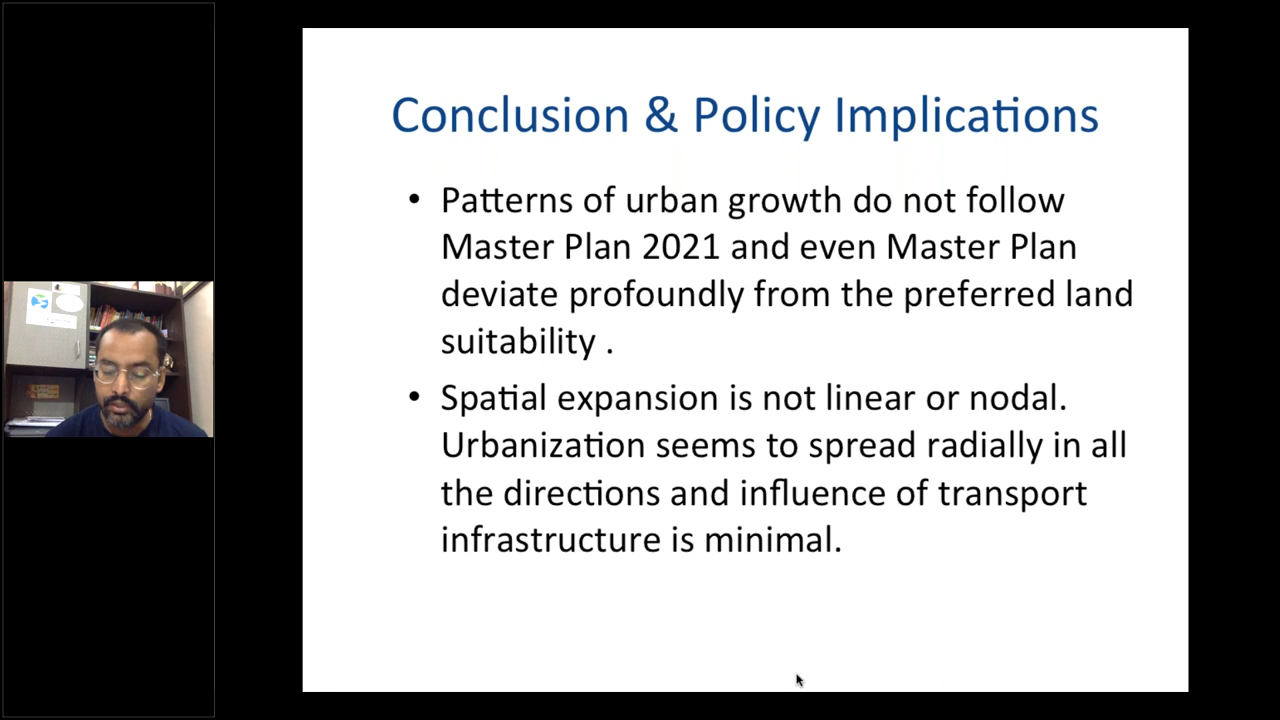 Conclusion & Policy Implications
• Patterns of urban growth do not follow
Master Plan 2021 and even Master Plan
deviate profoundly from the preferred land
suitability .
• Spatial expansion is not linear or nodal.
Urbanization seems to spread radially in all
the directions and influence of transport
infrastructure is minimal.